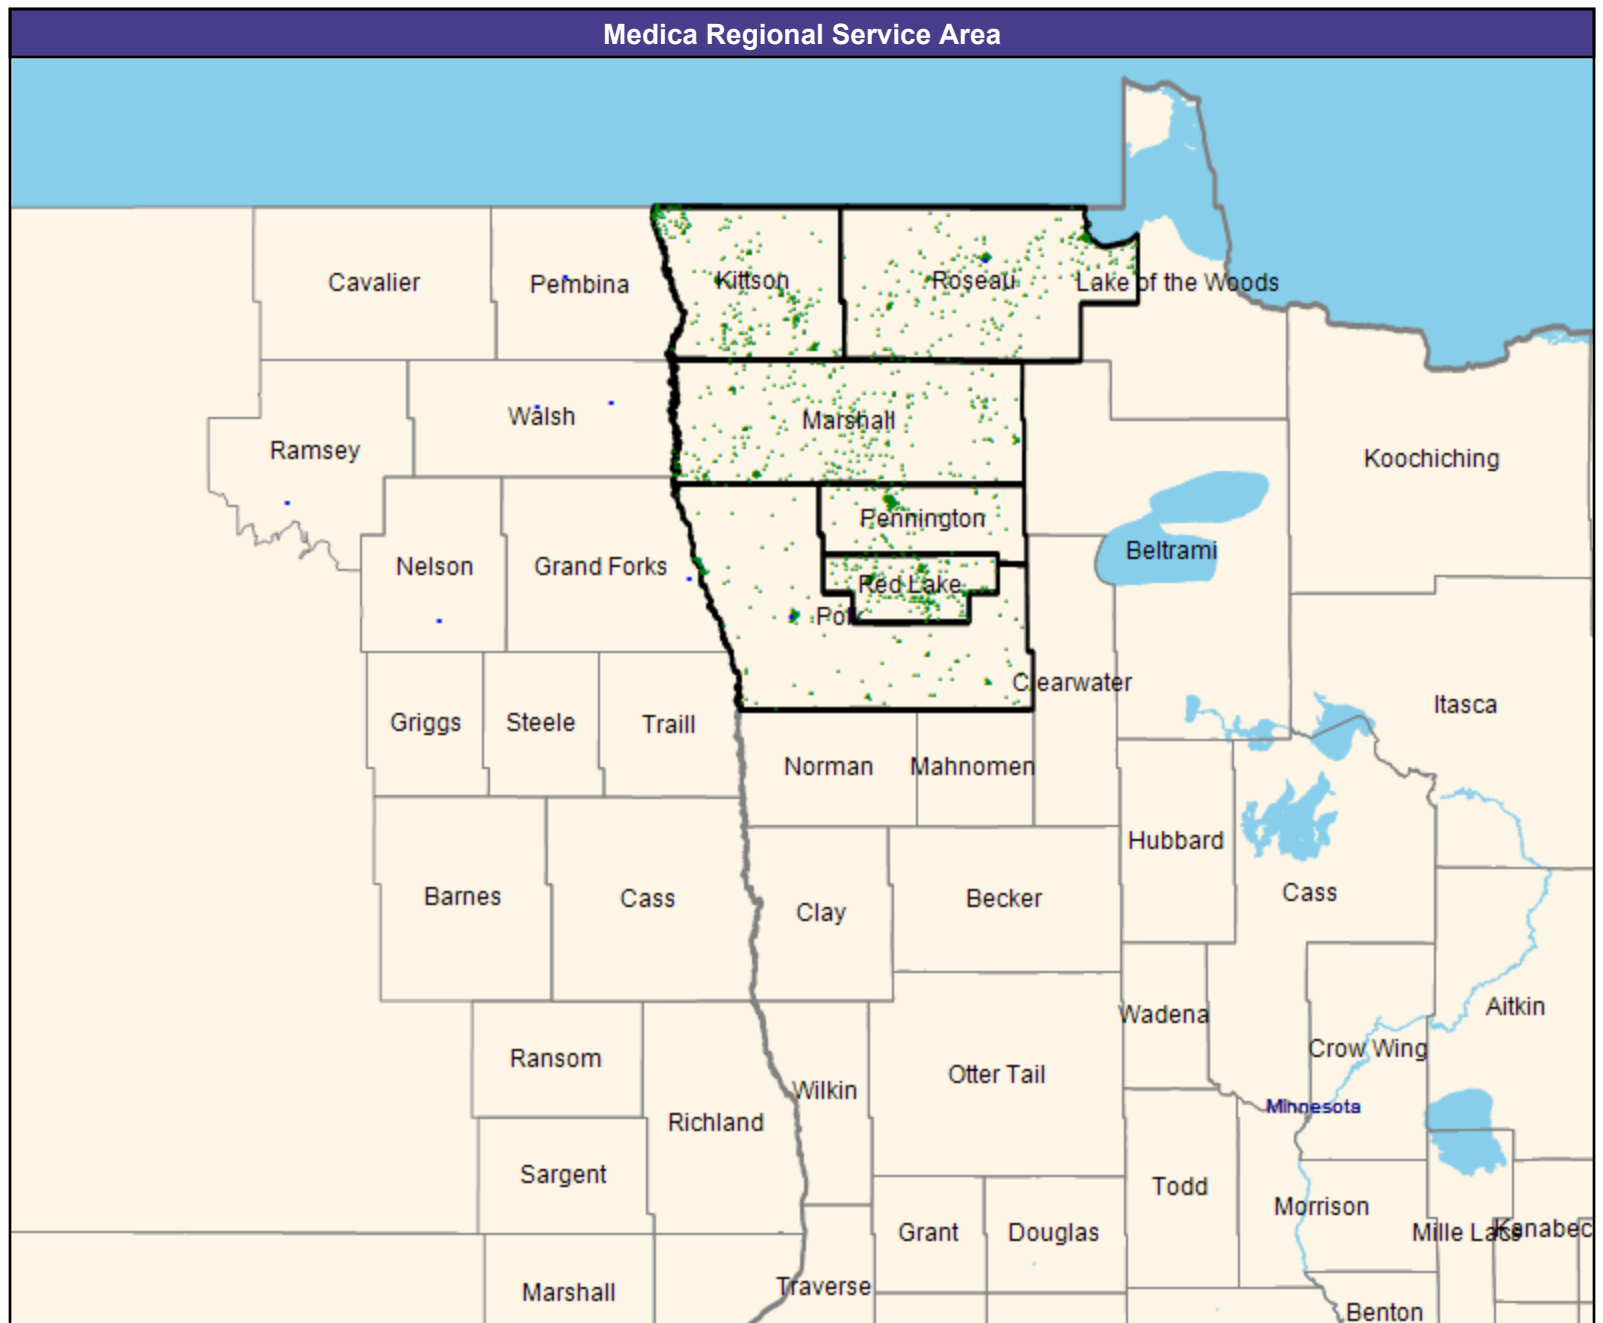 Medica Regional Service Area
Cavalier
Pembina
Kittson
Roseau
Lake of the Woods
Walsh
Marshall
Ramsey
Koochiching
Pennington
Beltrami
Nelson
Grand Forks
Red Lake
Polk
Clearwater
Itasca
Griggs
Steele
Traill
Norman
Mahnomen
Hubbard
Barnes
Cass
Clay
Becker
Cass
Wadena
Aitkin
Ransom
Crow Wing
Otter Tail
Wilkin
Minnesota
Richland
Sargent
Todd
Morrison
Grant
Douglas
Mille Lacs
Kanabec
Marshall
Traverse
Benton